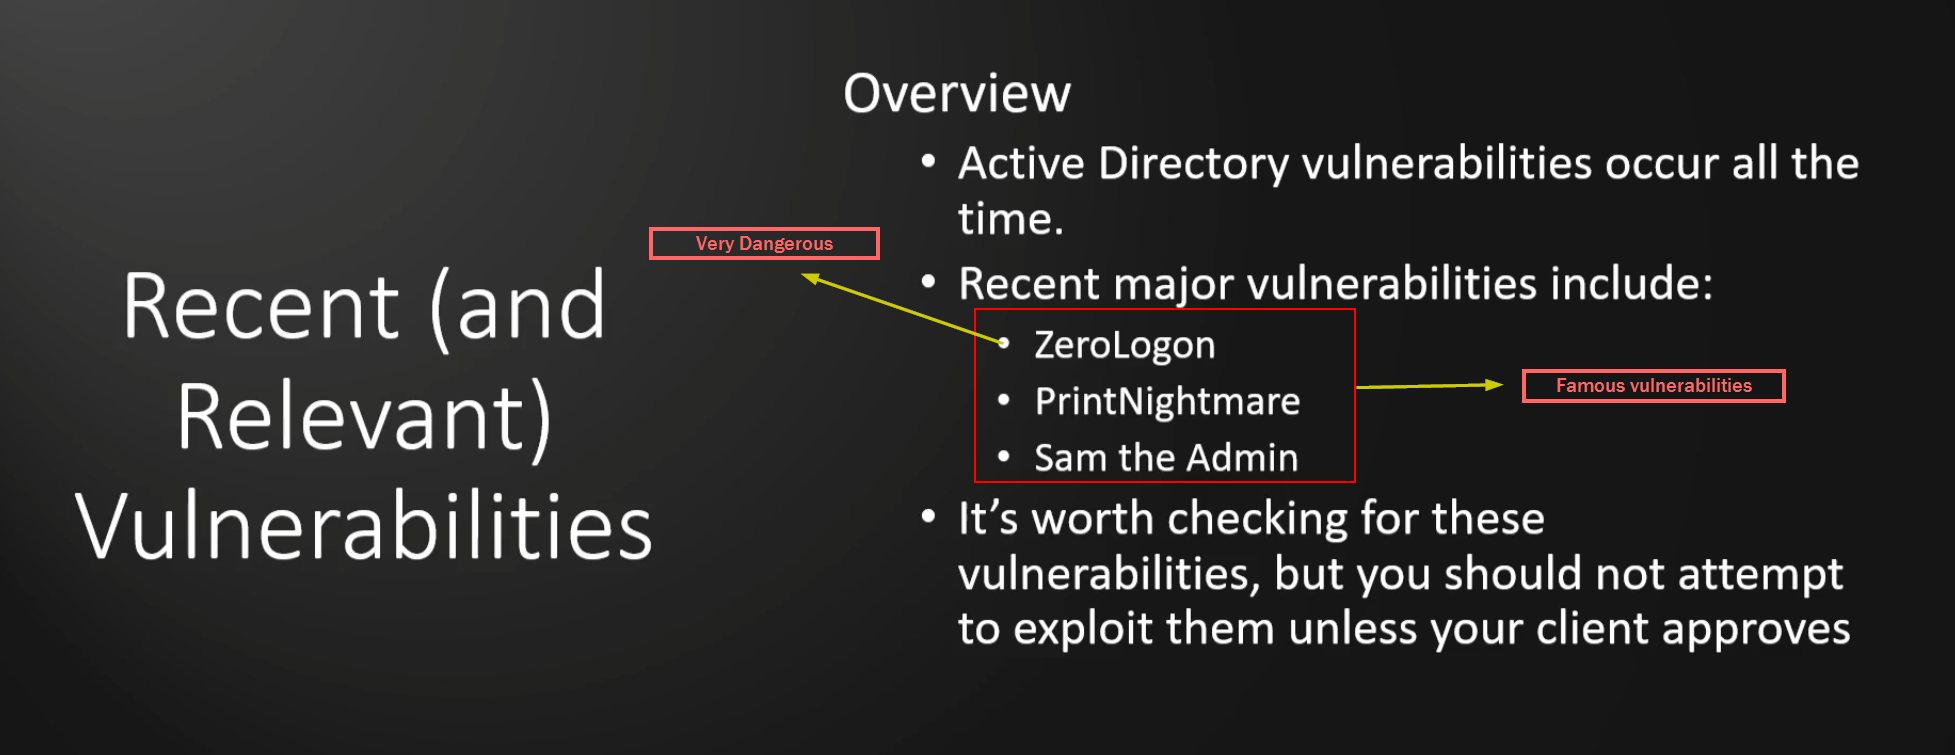 Recent (and
Relevant)
Vulnerabilities
Overview
• Active Directory vulnerabilities occur all the
time.
Very Dangerous
• Recent major vulnerabilities include:
• ZeroLogon
• PrintNightmare
• Sam the Admin
Famous vulnerabilities
• It’s worth checking for these
vulnerabilities, but you should not attempt
to exploit them unless your client approves